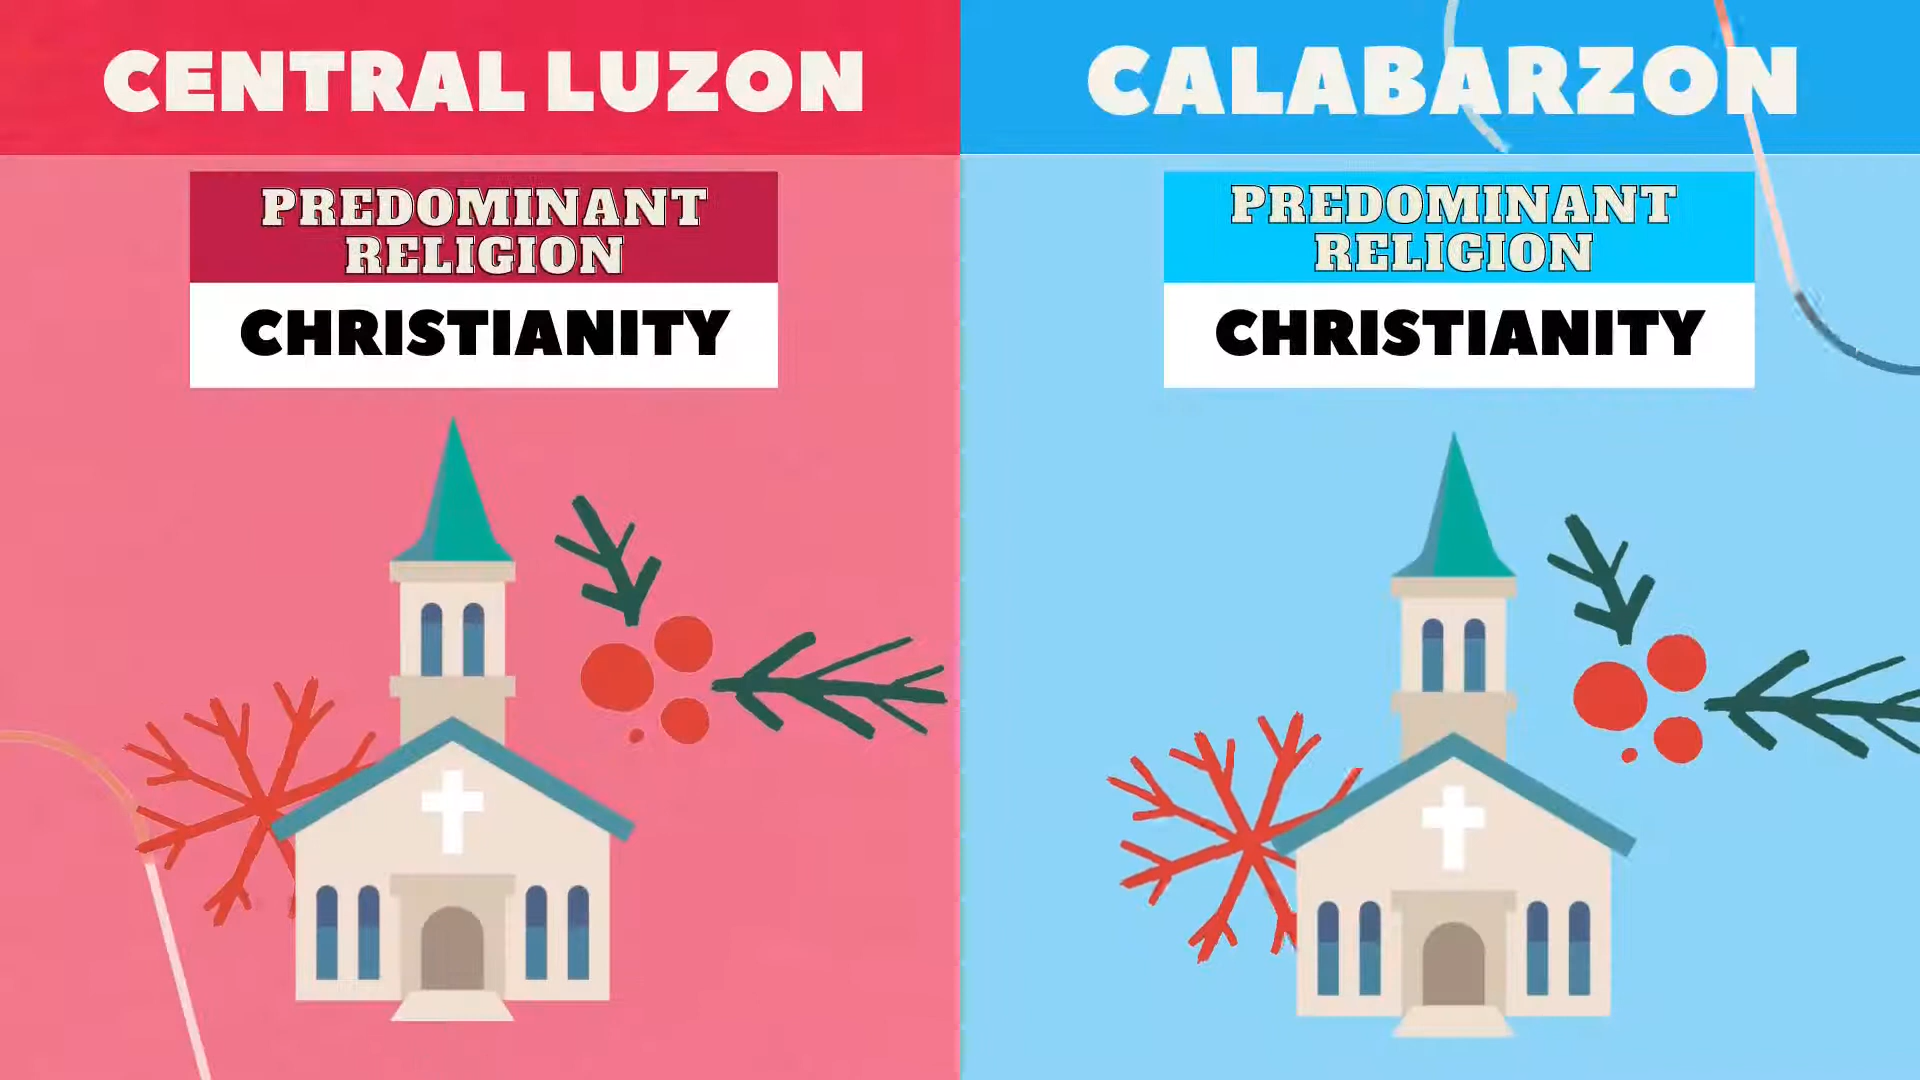 CENTRAL LUZON
PREDOMINANT
RELIGION
CHRISTIANITY
CALABARZON
PREDOMINANT
RELIGION
CHRISTIANITY